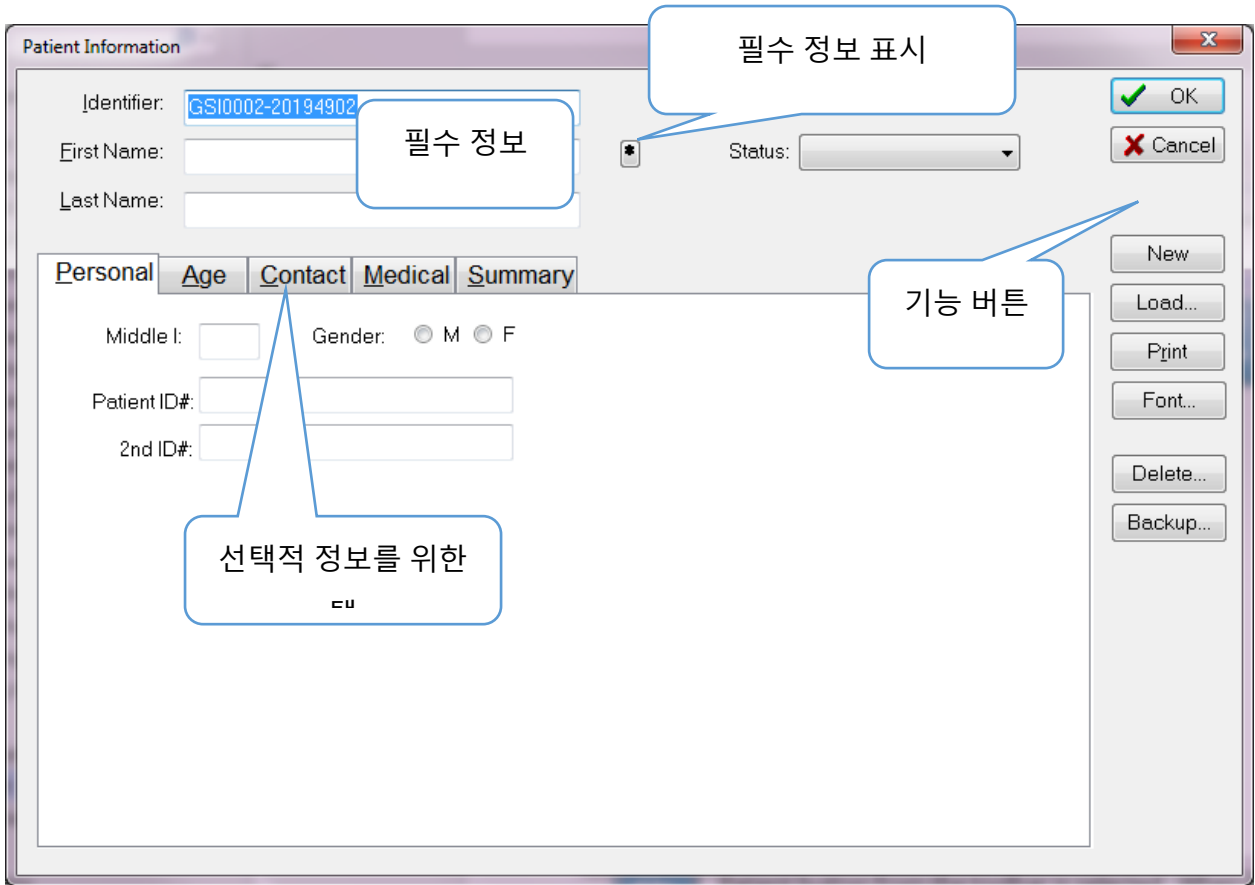 Patient Information
필수 정보 표시
Identifier: GSI0002-20194902
필수 정보
OK
First Name:
*
Status:
Cancel
Last Name:
Personal Age Contact Medical Summary
기능 버튼
New
Load...
Middle I: Gender: M F
Print
Patient ID#:
Font...
2nd ID#:
Delete...
Backup...
선택적 정보를 위한